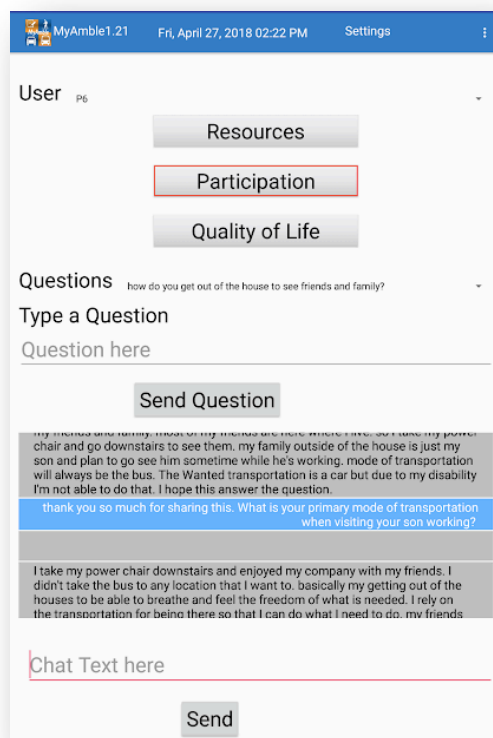 MyAmble1.21 Fri, April 27, 2018 02:22 PM Settings
User P6
Resources
Participation
Quality of Life
Questions how do you get out of the house to see friends and family?
Type a Question
Question here
Send Question
my friends and family. most of my friends are here where I live. so I take my power
chair and go downstairs to see them. my family outside of the house is just my
son and plan to go see him sometime while he's working. mode of transportation
will always be the bus. The Wanted transportation is a car but due to my disability
I'm not able to do that. I hope this answer the question.
thank you so much for sharing this. What is your primary mode of transportation
when visiting your son working?
I take my power chair downstairs and enjoyed my company with my friends. I
didn't take the bus to any location that I want to. basically my getting out of the
houses to be able to breathe and feel the freedom of what is needed. I rely on
the transportation for being there so that I can do what I need to do. my friends
Chat Text here
Send